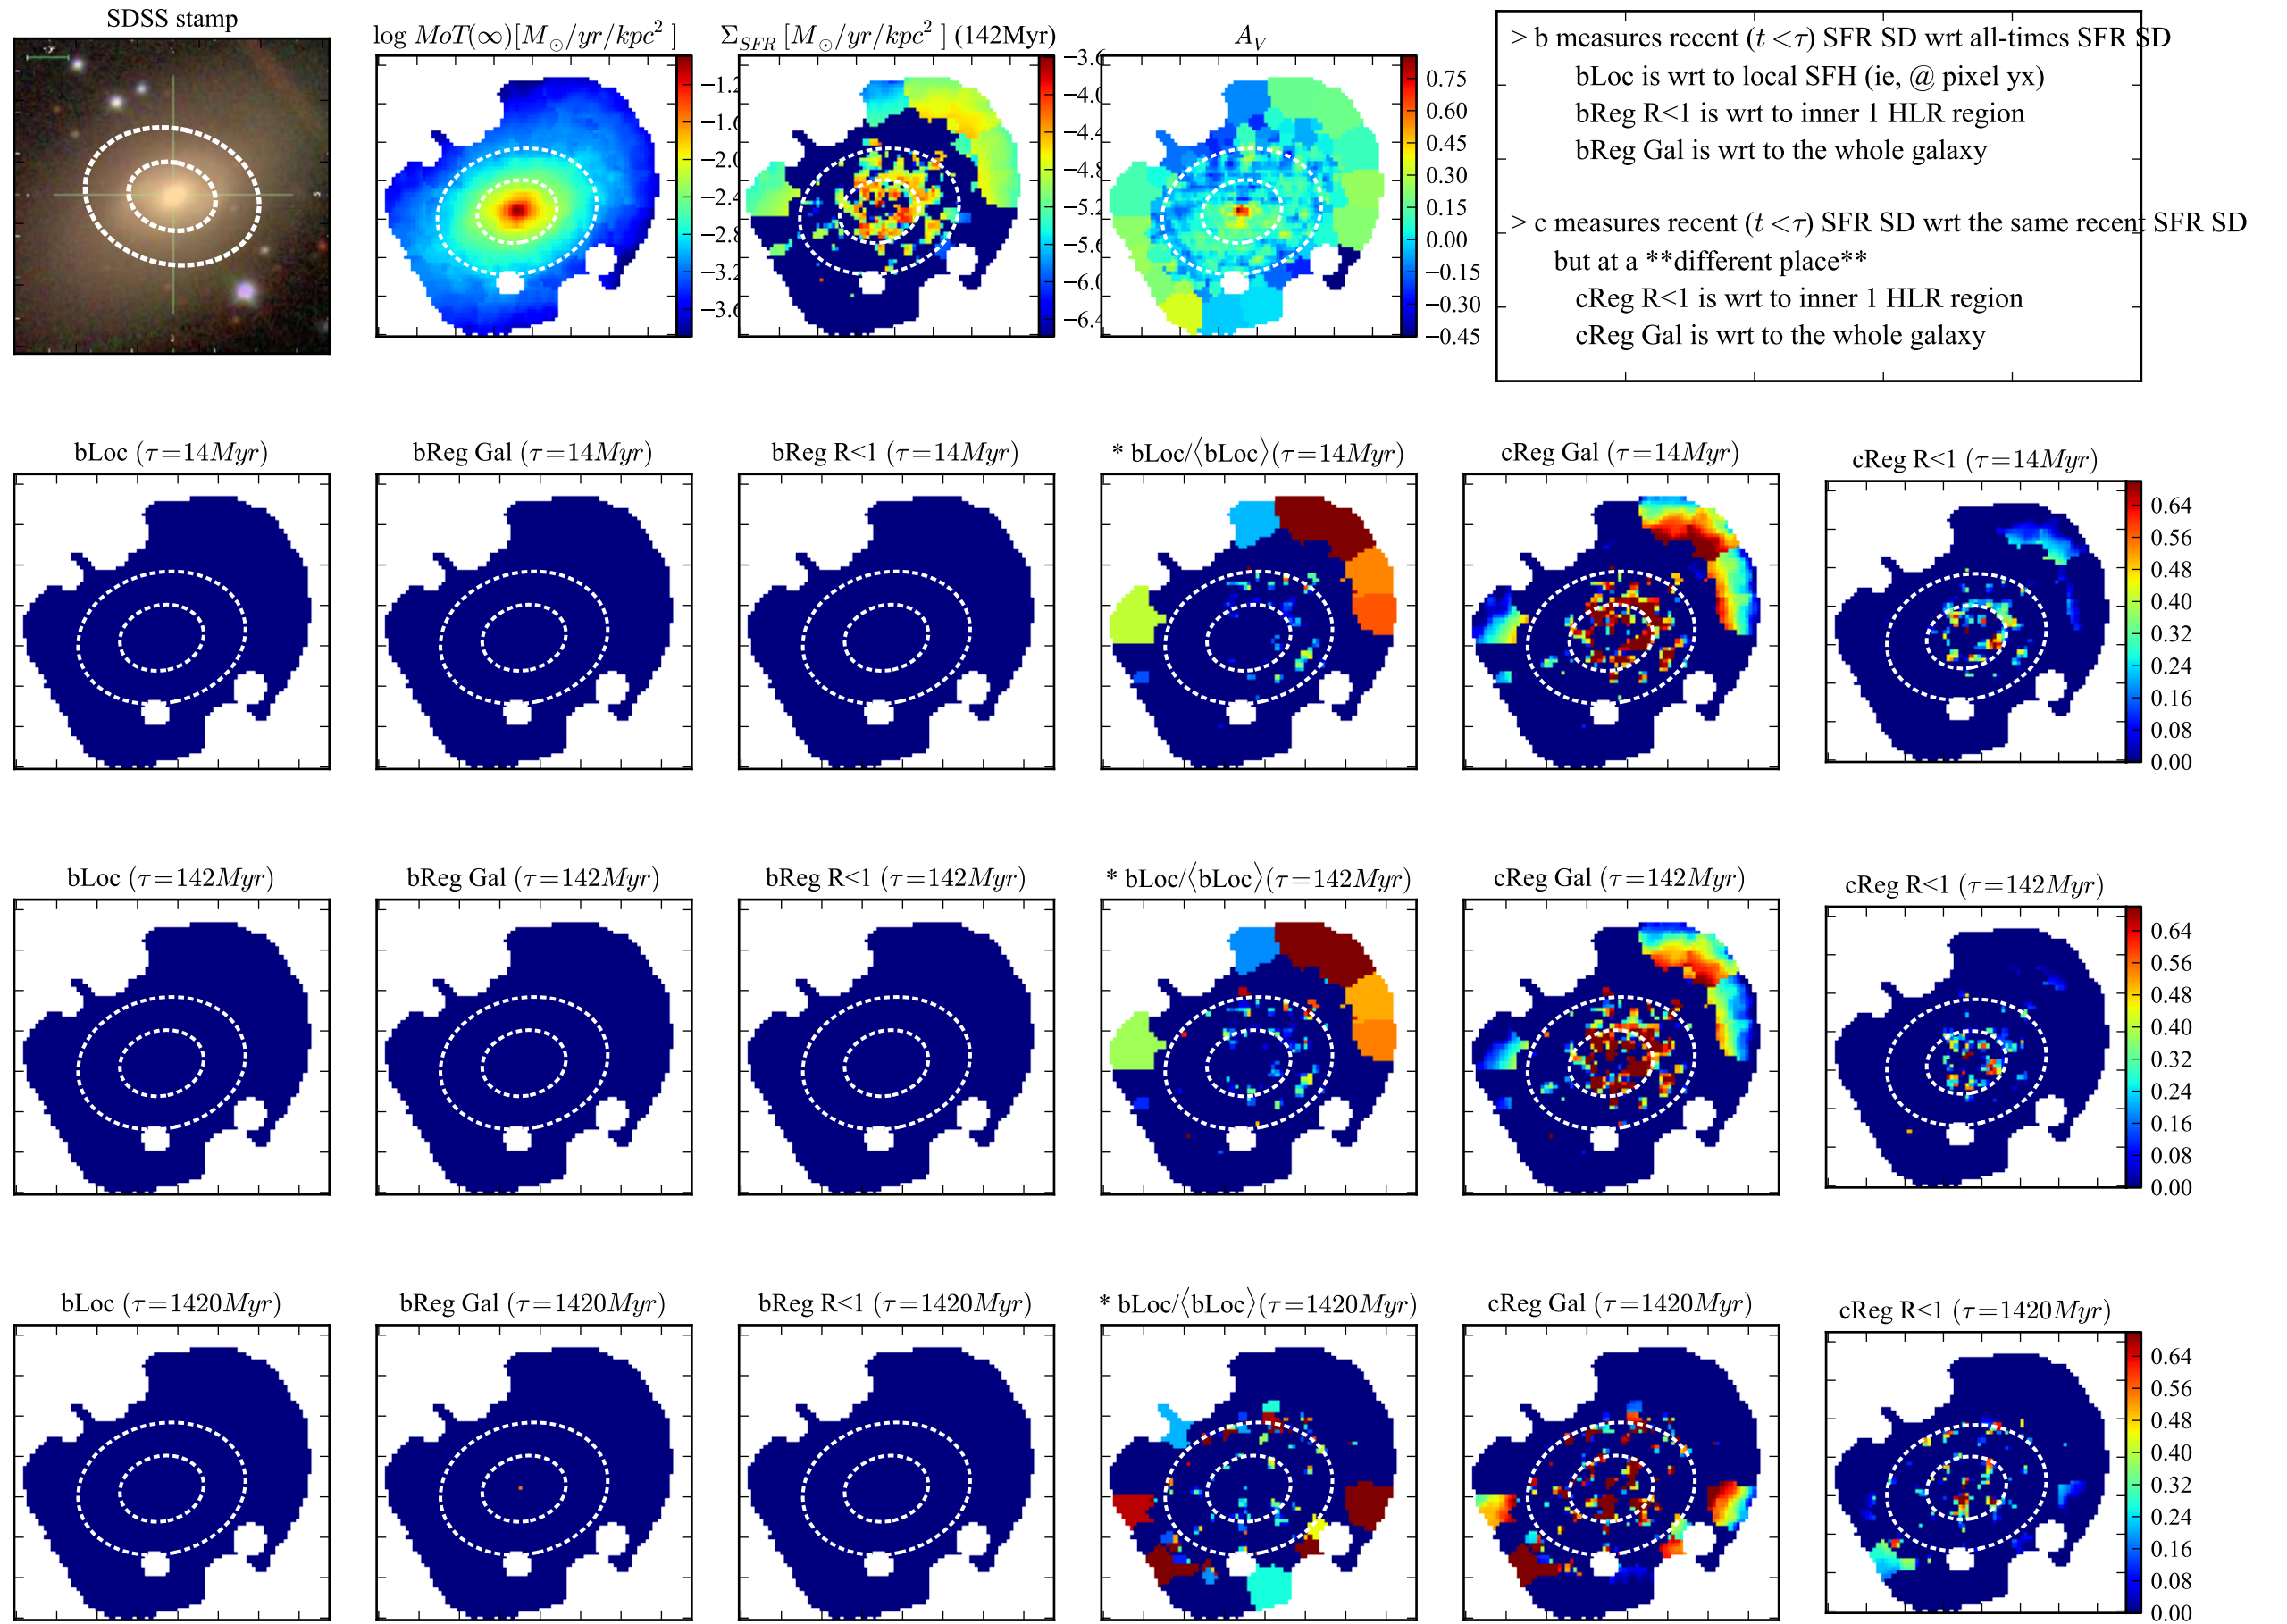 SDSS stamp
log MoT(∞)[M⊙/yr/kpc² ]
Σ_SFR [M⊙/yr/kpc² ] (142Myr)
A_V
−1.2
−1.6
−2.0
−2.4
−2.8
−3.2
−3.6
−3.6
−4.0
−4.4
−4.8
−5.2
−5.6
−6.0
−6.4
0.75
0.60
0.45
0.30
0.15
0.00
−0.15
−0.30
−0.45
> b measures recent (t <τ) SFR SD wrt all-times SFR SD
bLoc is wrt to local SFH (ie, @ pixel yx)
bReg R<1 is wrt to inner 1 HLR region
bReg Gal is wrt to the whole galaxy
> c measures recent (t <τ) SFR SD wrt the same recent SFR SD
but at a **different place**
cReg R<1 is wrt to inner 1 HLR region
cReg Gal is wrt to the whole galaxy
bLoc (τ=14Myr)
bReg Gal (τ=14Myr)
bReg R<1 (τ=14Myr)
* bLoc/⟨bLoc⟩(τ=14Myr)
cReg Gal (τ=14Myr)
cReg R<1 (τ=14Myr)
0.64
0.56
0.48
0.40
0.32
0.24
0.16
0.08
0.00
bLoc (τ=142Myr)
bReg Gal (τ=142Myr)
bReg R<1 (τ=142Myr)
* bLoc/⟨bLoc⟩(τ=142Myr)
cReg Gal (τ=142Myr)
cReg R<1 (τ=142Myr)
0.64
0.56
0.48
0.40
0.32
0.24
0.16
0.08
0.00
bLoc (τ=1420Myr)
bReg Gal (τ=1420Myr)
bReg R<1 (τ=1420Myr)
* bLoc/⟨bLoc⟩(τ=1420Myr)
cReg Gal (τ=1420Myr)
cReg R<1 (τ=1420Myr)
0.64
0.56
0.48
0.40
0.32
0.24
0.16
0.08
0.00